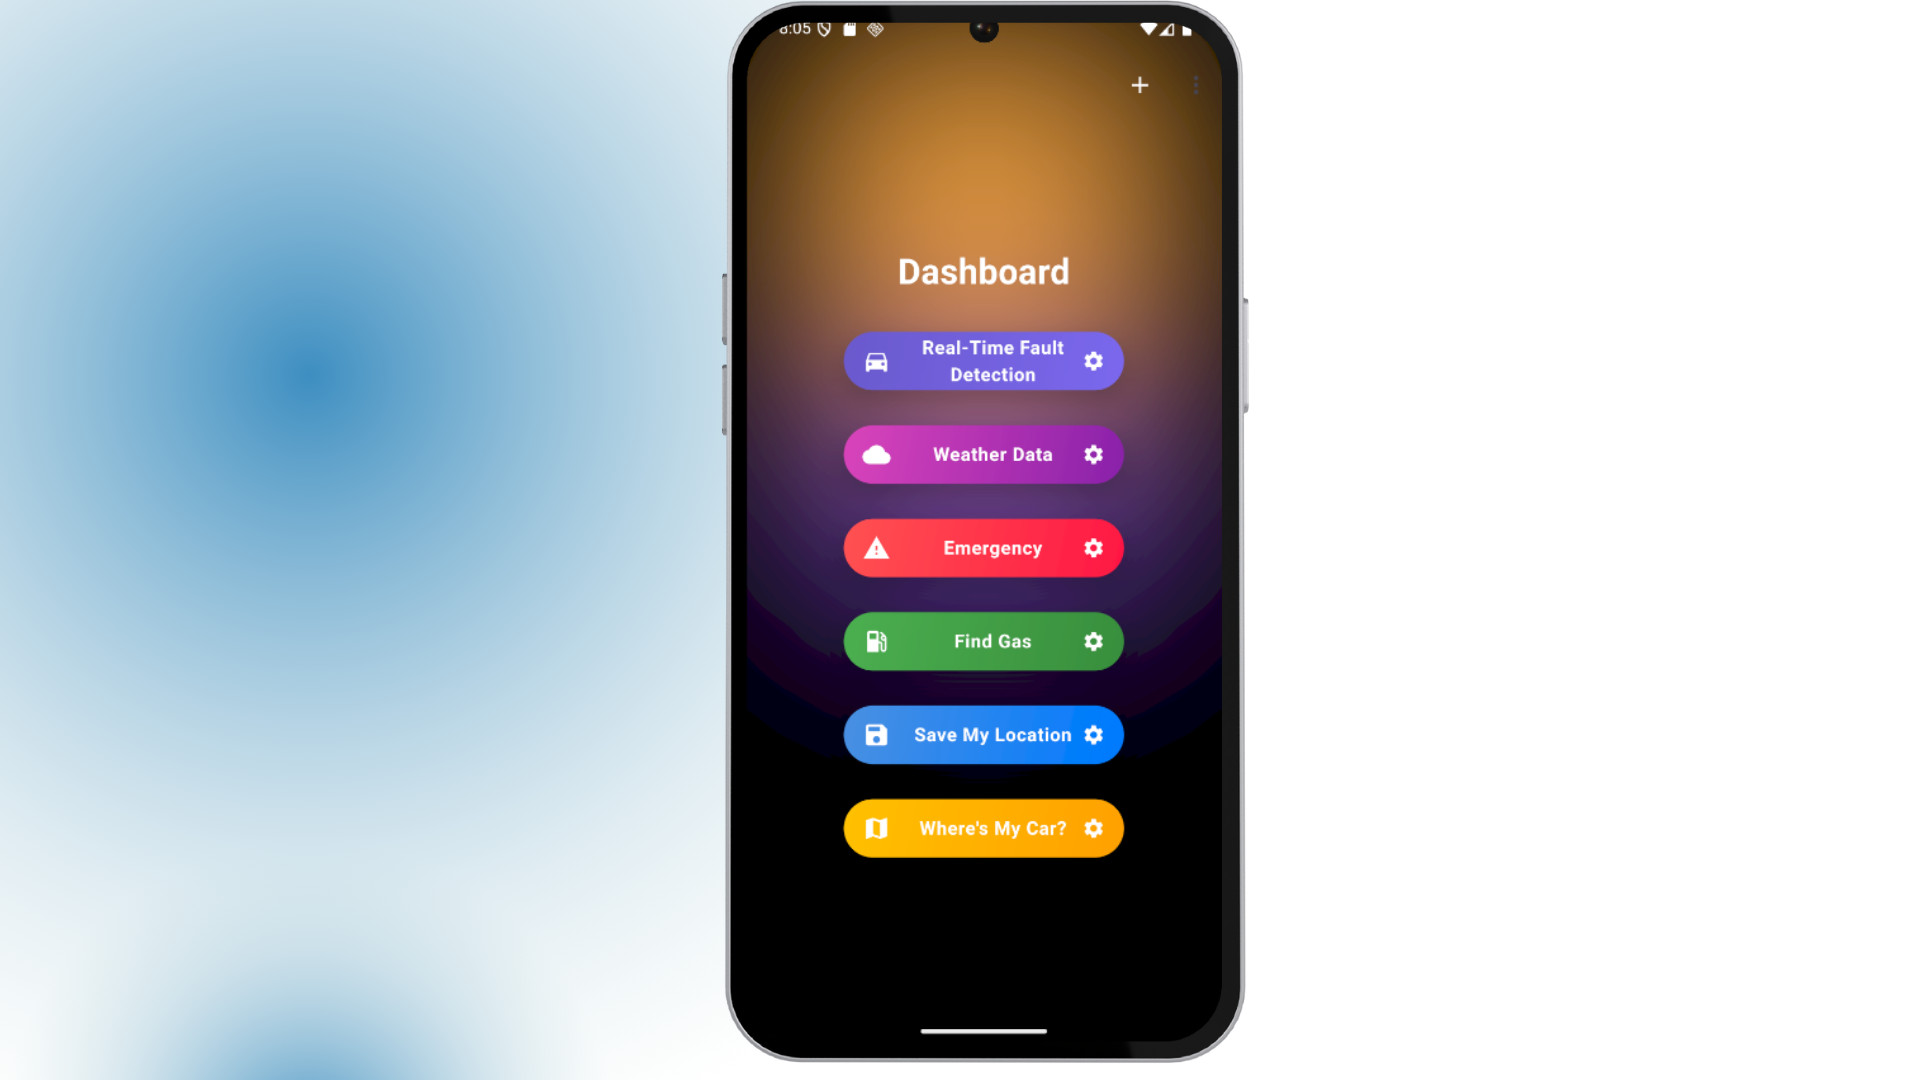 8:05
Dashboard
Real-Time Fault
Detection
Weather Data
Emergency
Find Gas
Save My Location
Where's My Car?